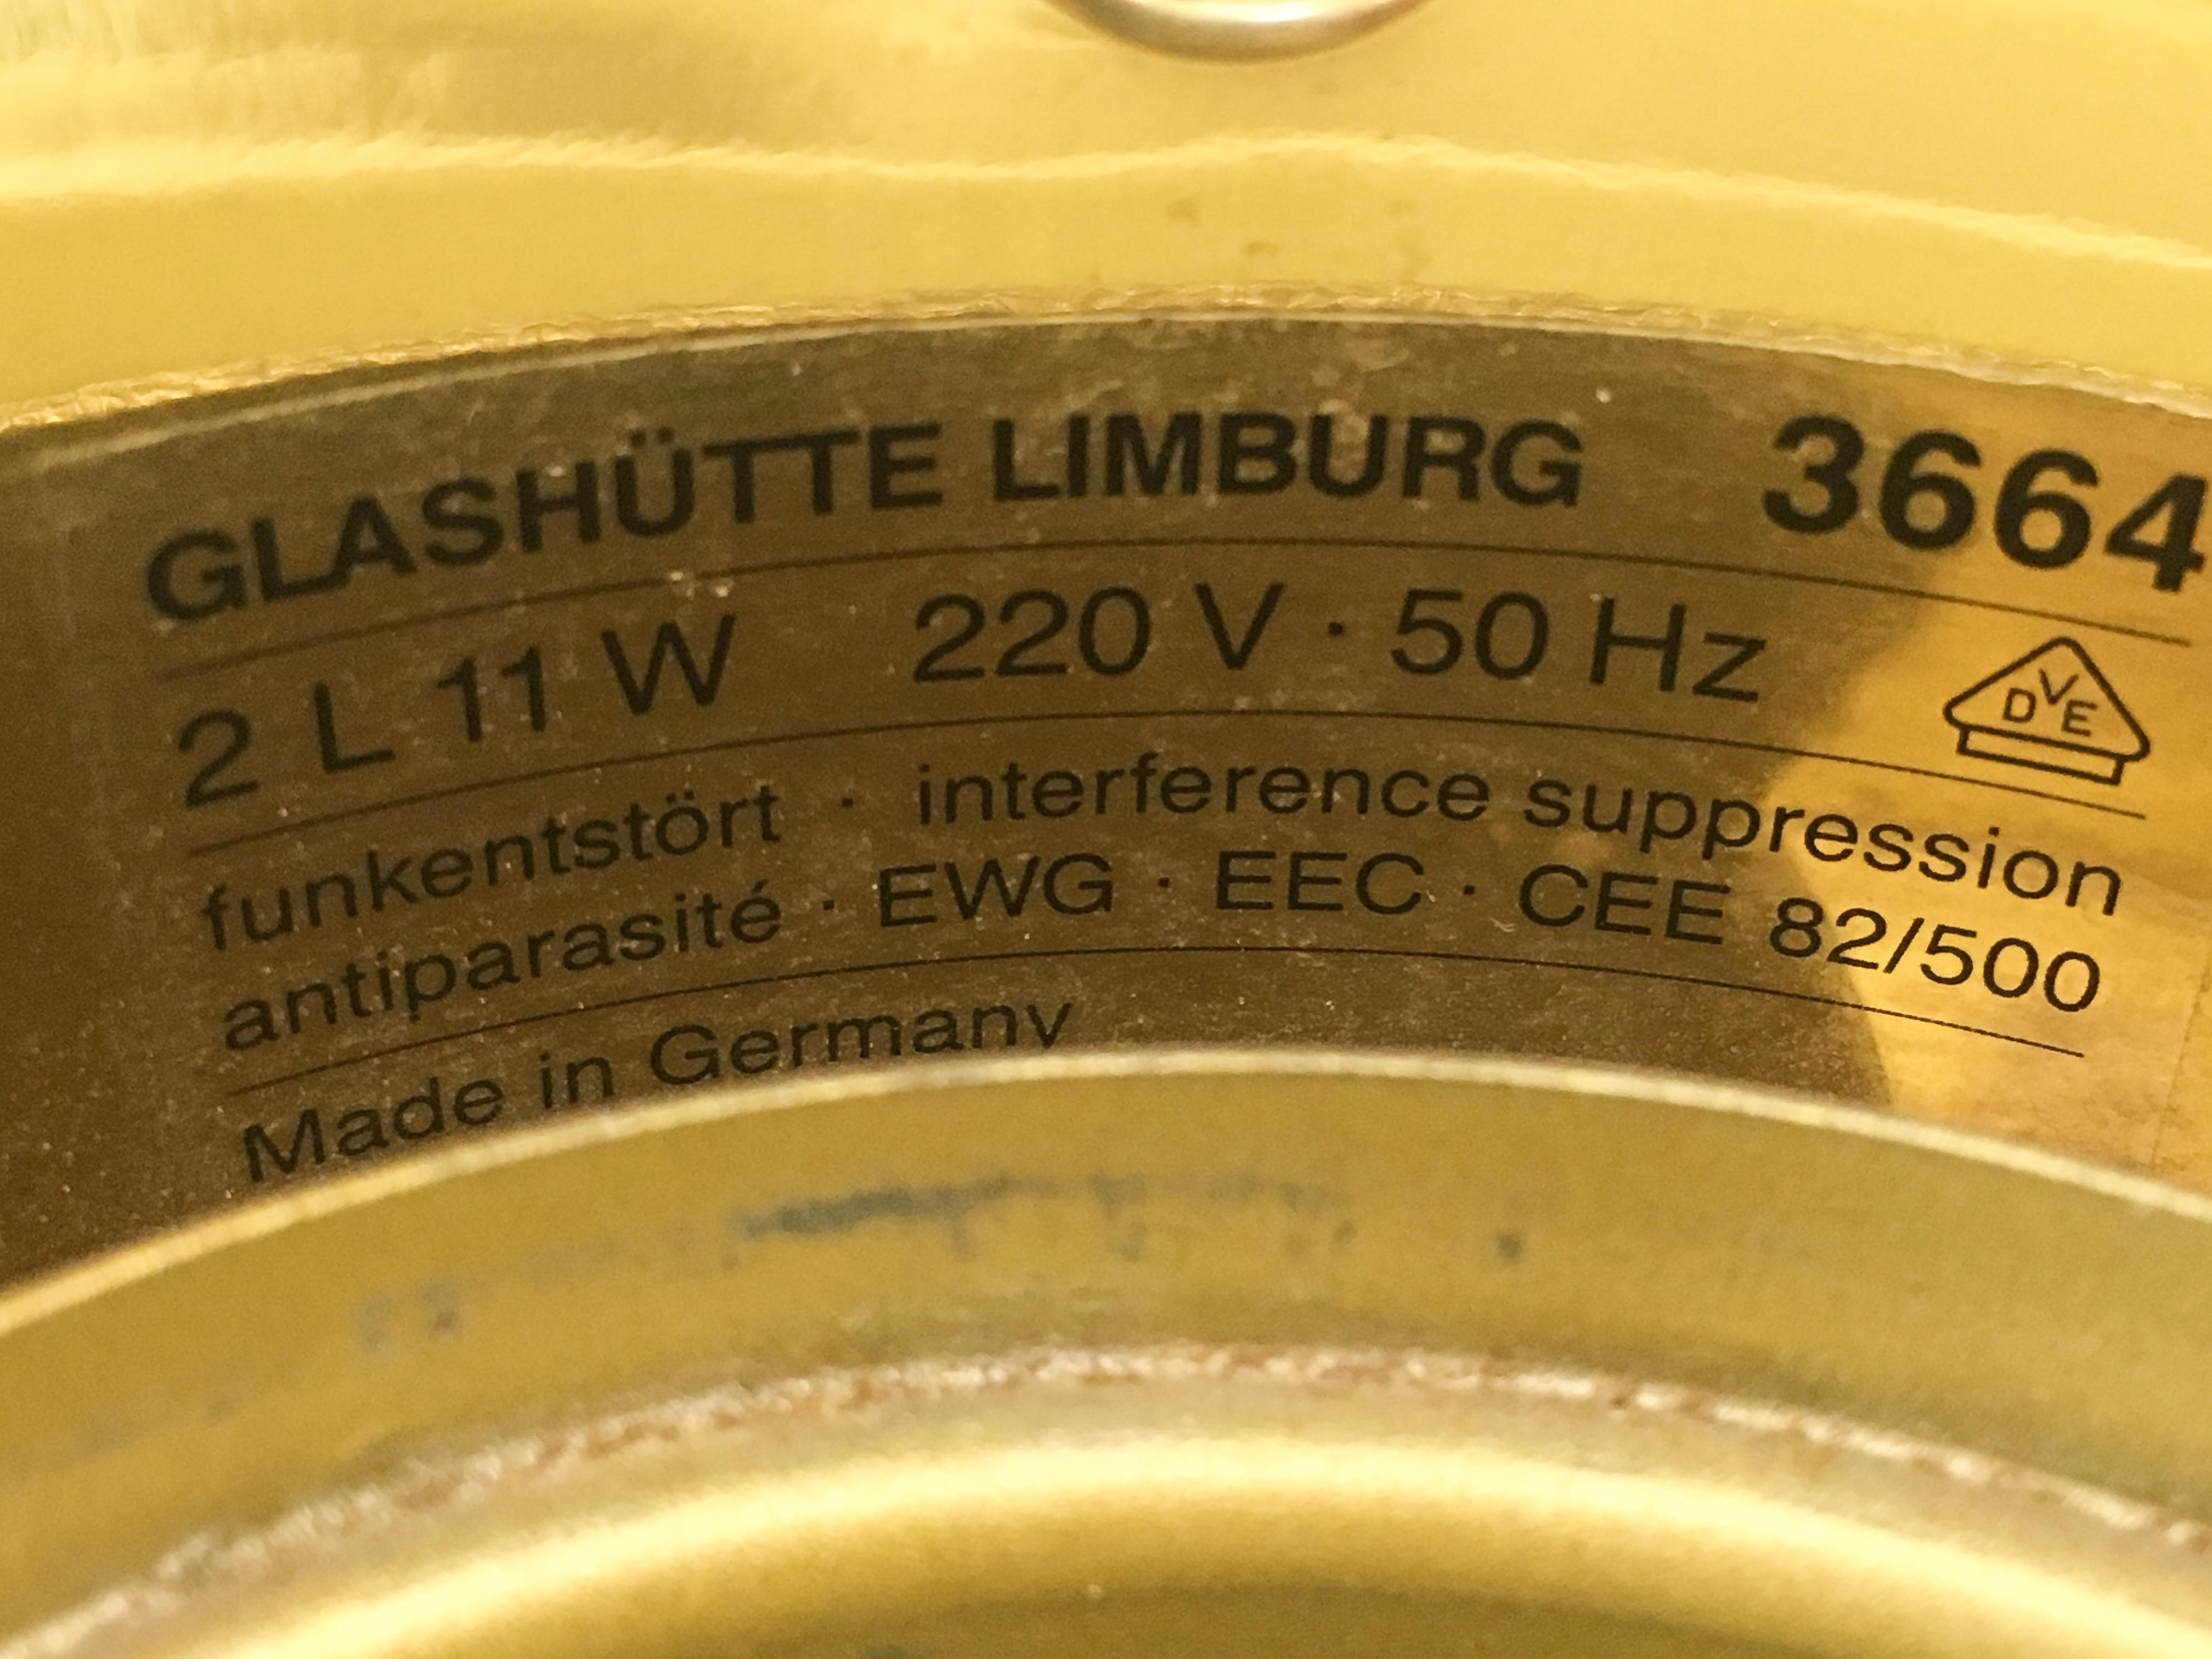 GLASHÜTTE LIMBURG 3664
2 L 11 W 220 V · 50 Hz DVE
funkentstört · interference suppression
antiparasité · EWG · EEC · CEE 82/500
Made in Germany